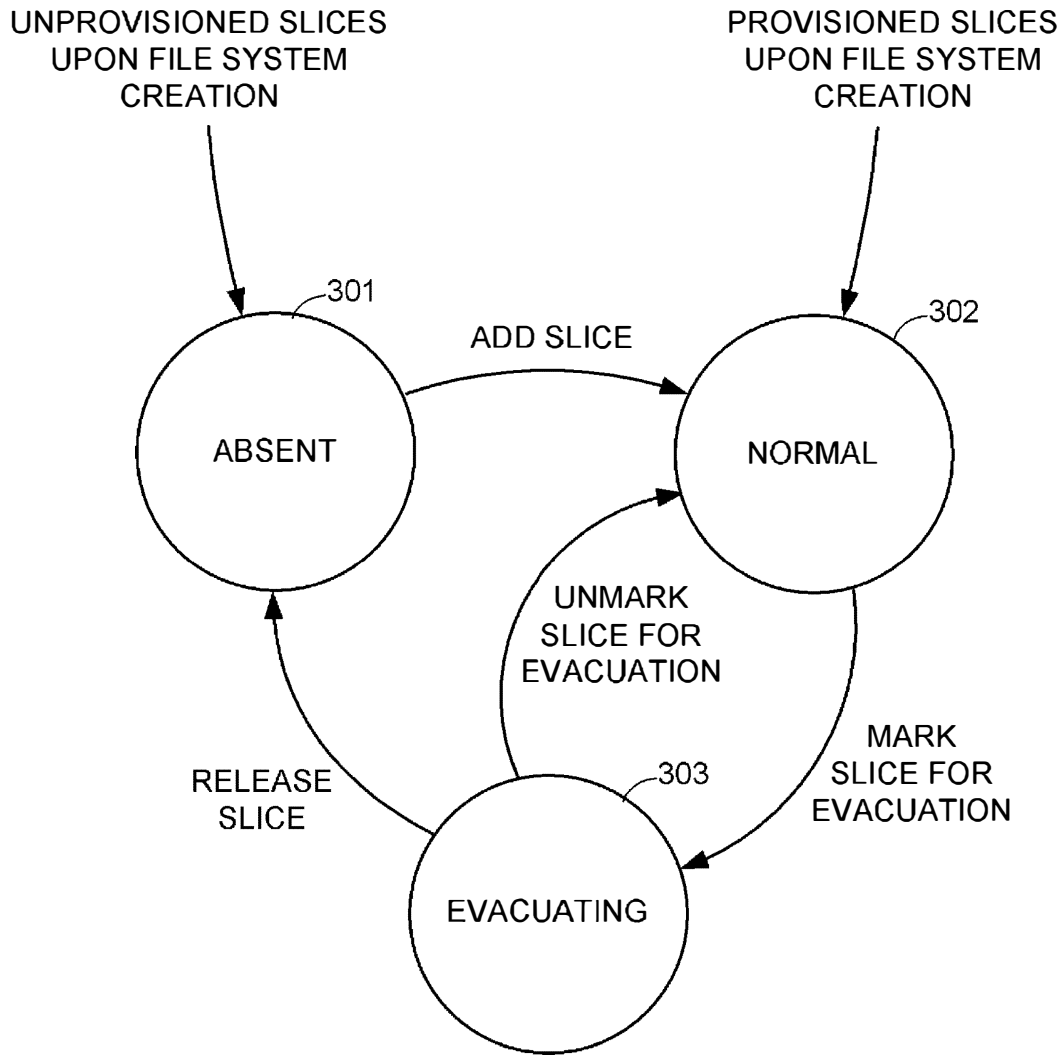 UNPROVISIONED SLICES
UPON FILE SYSTEM
CREATION
PROVISIONED SLICES
UPON FILE SYSTEM
CREATION
301
302
ADD SLICE
ABSENT
NORMAL
UNMARK
SLICE FOR
EVACUATION
MARK
SLICE FOR
EVACUATION
RELEASE
SLICE
303
EVACUATING